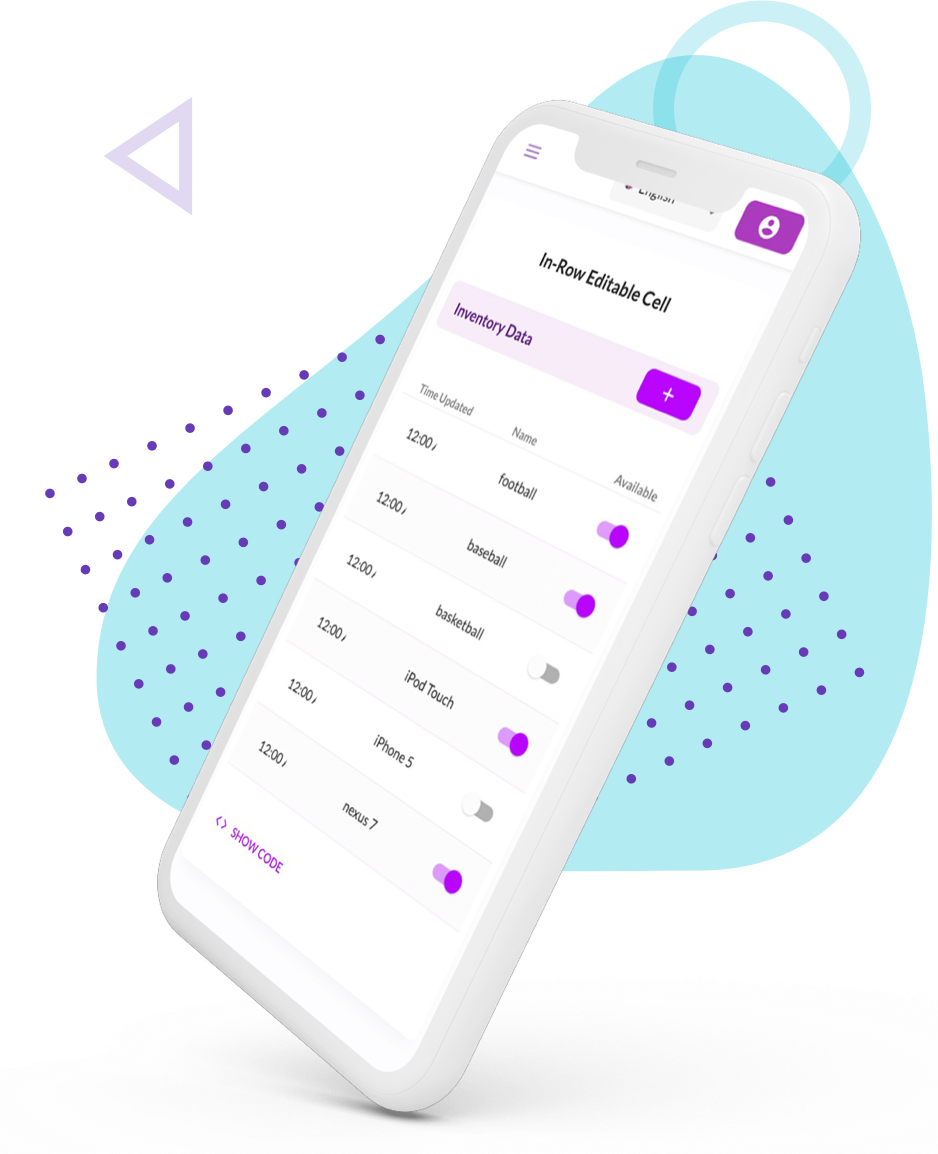 English
In-Row Editable Cell
Inventory Data
+
Time Updated Name Available
12:00 football
12:00 baseball
12:00 basketball
12:00 iPod Touch
12:00 iPhone 5
12:00 nexus 7
<> SHOW CODE